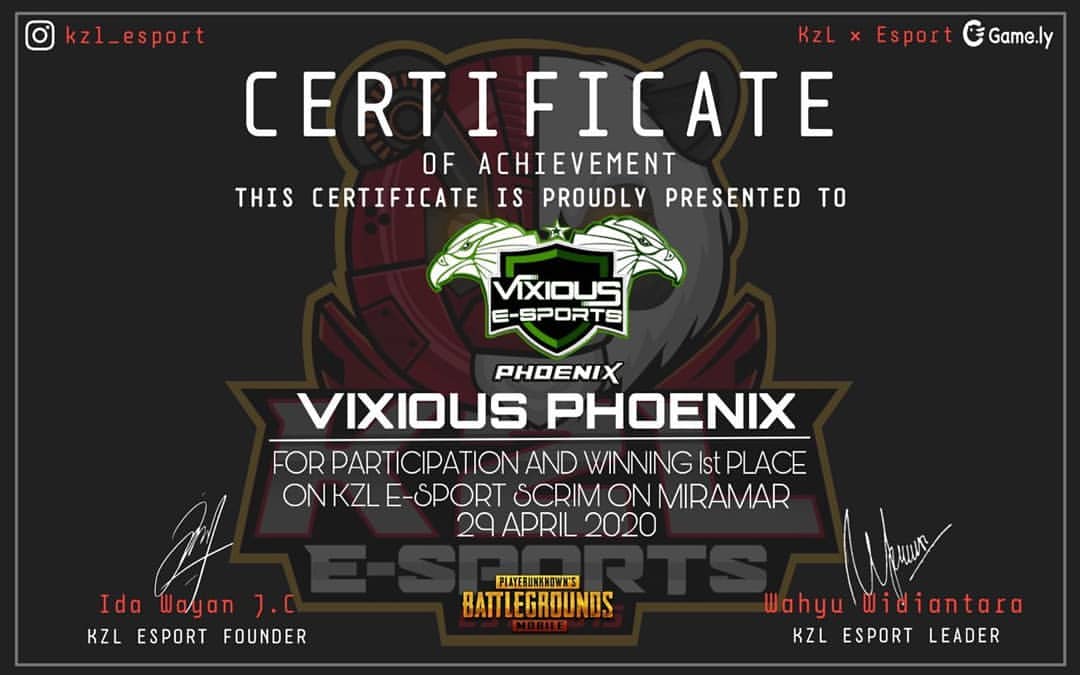 kzl_esport
KzL × Esport Game.ly
CERTIFICATE
OF ACHIEVEMENT
THIS CERTIFICATE IS PROUDLY PRESENTED TO
VIXIOUS
E-SPORTS
PHOENIX
VIXIOUS PHOENIX
FOR PARTICIPATION AND WINNING 1st PLACE
ON KZL E-SPORT SCRIM ON MIRAMAR
29 APRIL 2020
KZL
E-SPORTS
Ida Wayan J.C
KZL ESPORT FOUNDER
PLAYERUNKNOWN'S
BATTLEGROUNDS
MOBILE
Wahyu Widiantara
KZL ESPORT LEADER